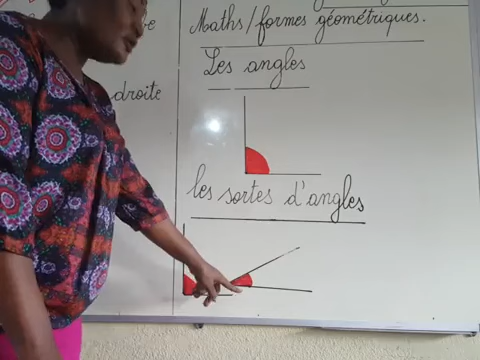 Maths/formes géométriques.
Les angles
droite
les sortes d'angles